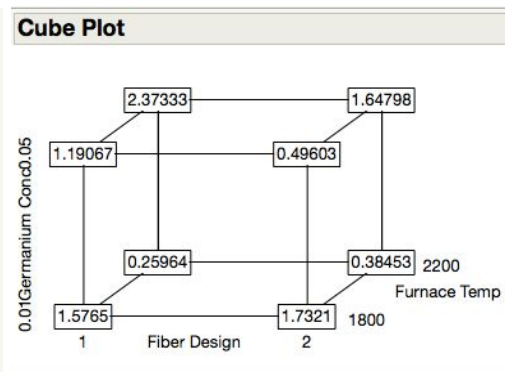 Cube Plot
2.37333 1.64798
1.19067 0.49603
0.01Germanium Conc0.05
0.25964 0.38453 2200
Furnace Temp
1.5765 1.7321 1800
1 Fiber Design 2